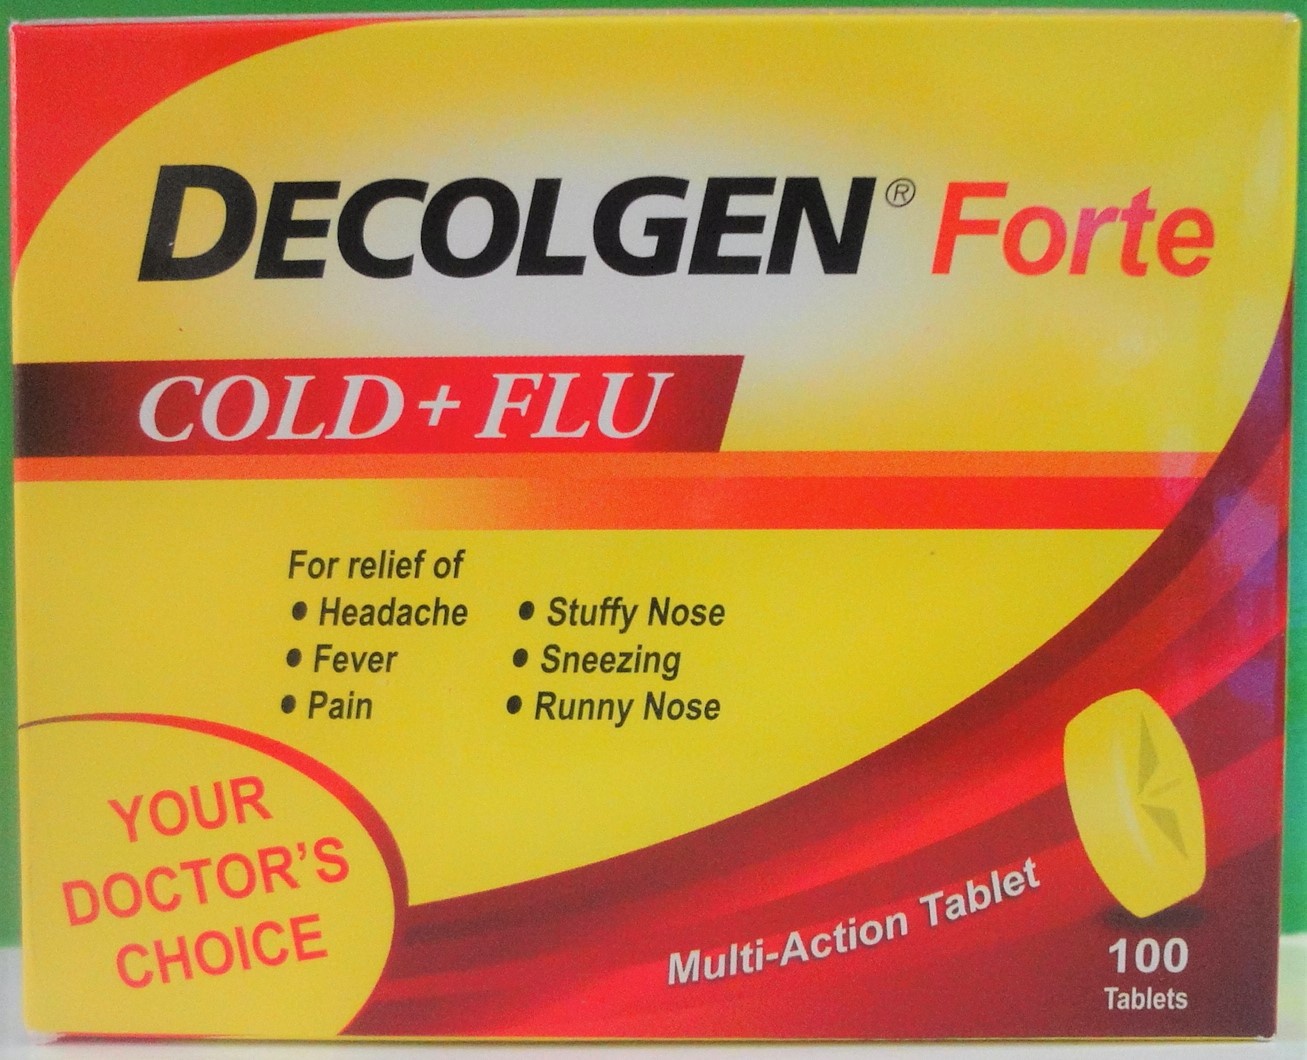 DECOLGEN® Forte
COLD + FLU
For relief of
• Headache
• Fever
• Pain
• Stuffy Nose
• Sneezing
• Runny Nose
YOUR
DOCTOR'S
CHOICE
Multi-Action Tablet
100
Tablets